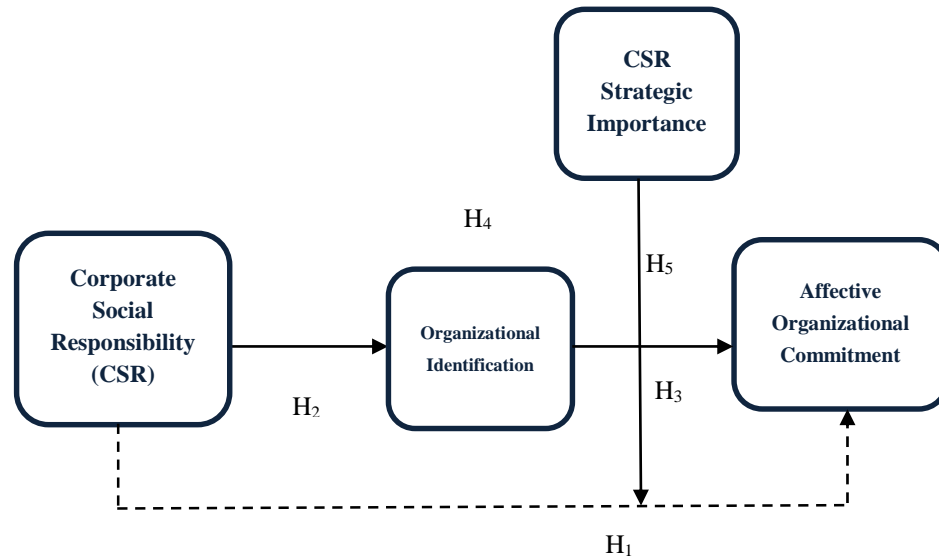 CSR
Strategic
Importance
H₄
Corporate
Social
Responsibility
(CSR)
H₂
Organizational
Identification
H₅
H₃
Affective
Organizational
Commitment
H₁